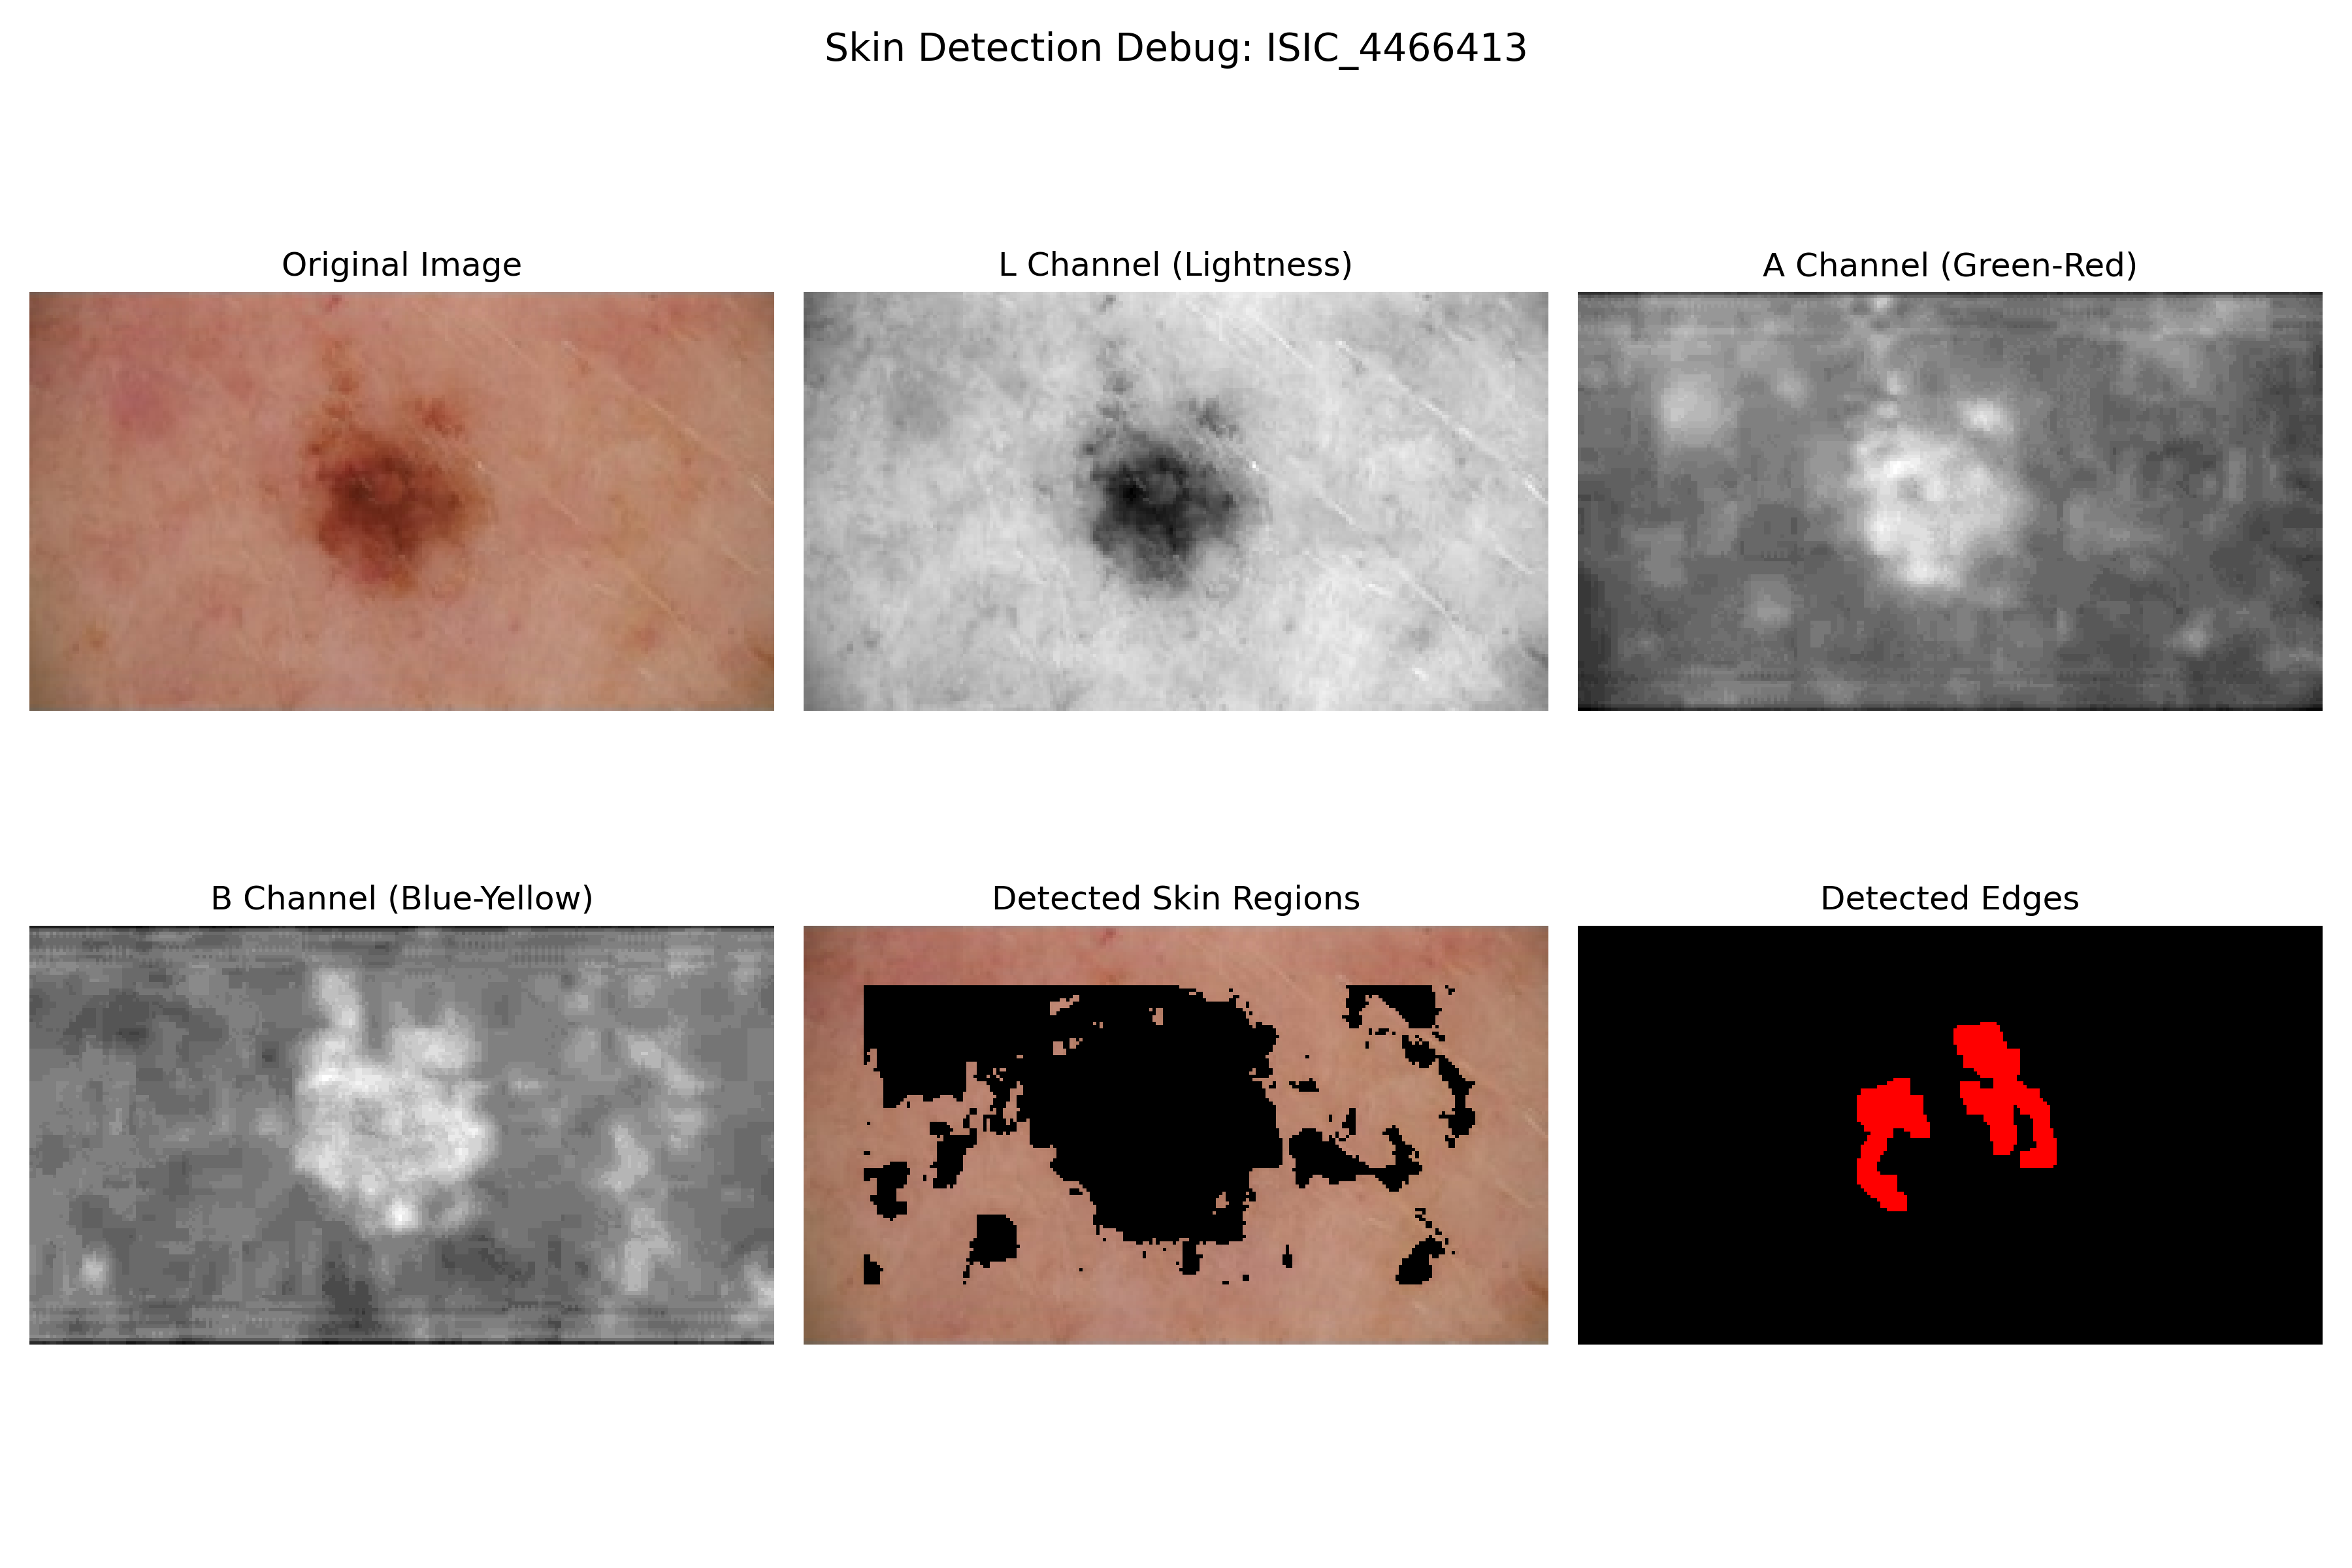 Skin Detection Debug: ISIC_4466413
Original Image
L Channel (Lightness)
A Channel (Green-Red)
B Channel (Blue-Yellow)
Detected Skin Regions
Detected Edges